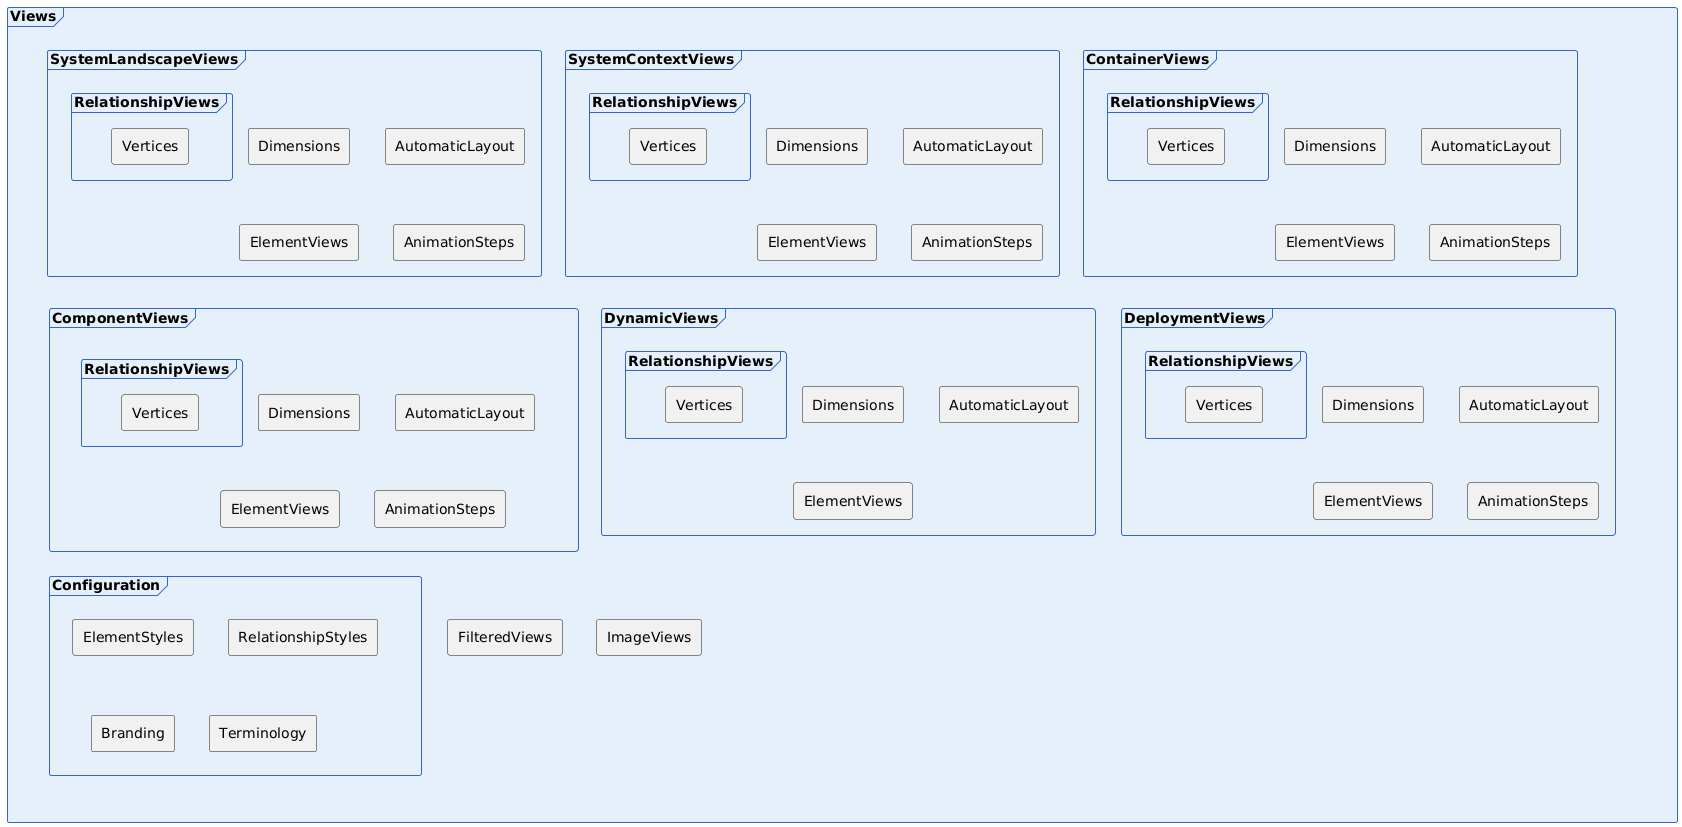 Views
SystemLandscapeViews
RelationshipViews
Vertices
Dimensions
AutomaticLayout
ElementViews
AnimationSteps
SystemContextViews
RelationshipViews
Vertices
Dimensions
AutomaticLayout
ElementViews
AnimationSteps
ContainerViews
RelationshipViews
Vertices
Dimensions
AutomaticLayout
ElementViews
AnimationSteps
ComponentViews
RelationshipViews
Vertices
Dimensions
AutomaticLayout
ElementViews
AnimationSteps
DynamicViews
RelationshipViews
Vertices
Dimensions
AutomaticLayout
ElementViews
DeploymentViews
RelationshipViews
Vertices
Dimensions
AutomaticLayout
ElementViews
AnimationSteps
Configuration
ElementStyles
RelationshipStyles
Branding
Terminology
FilteredViews
ImageViews